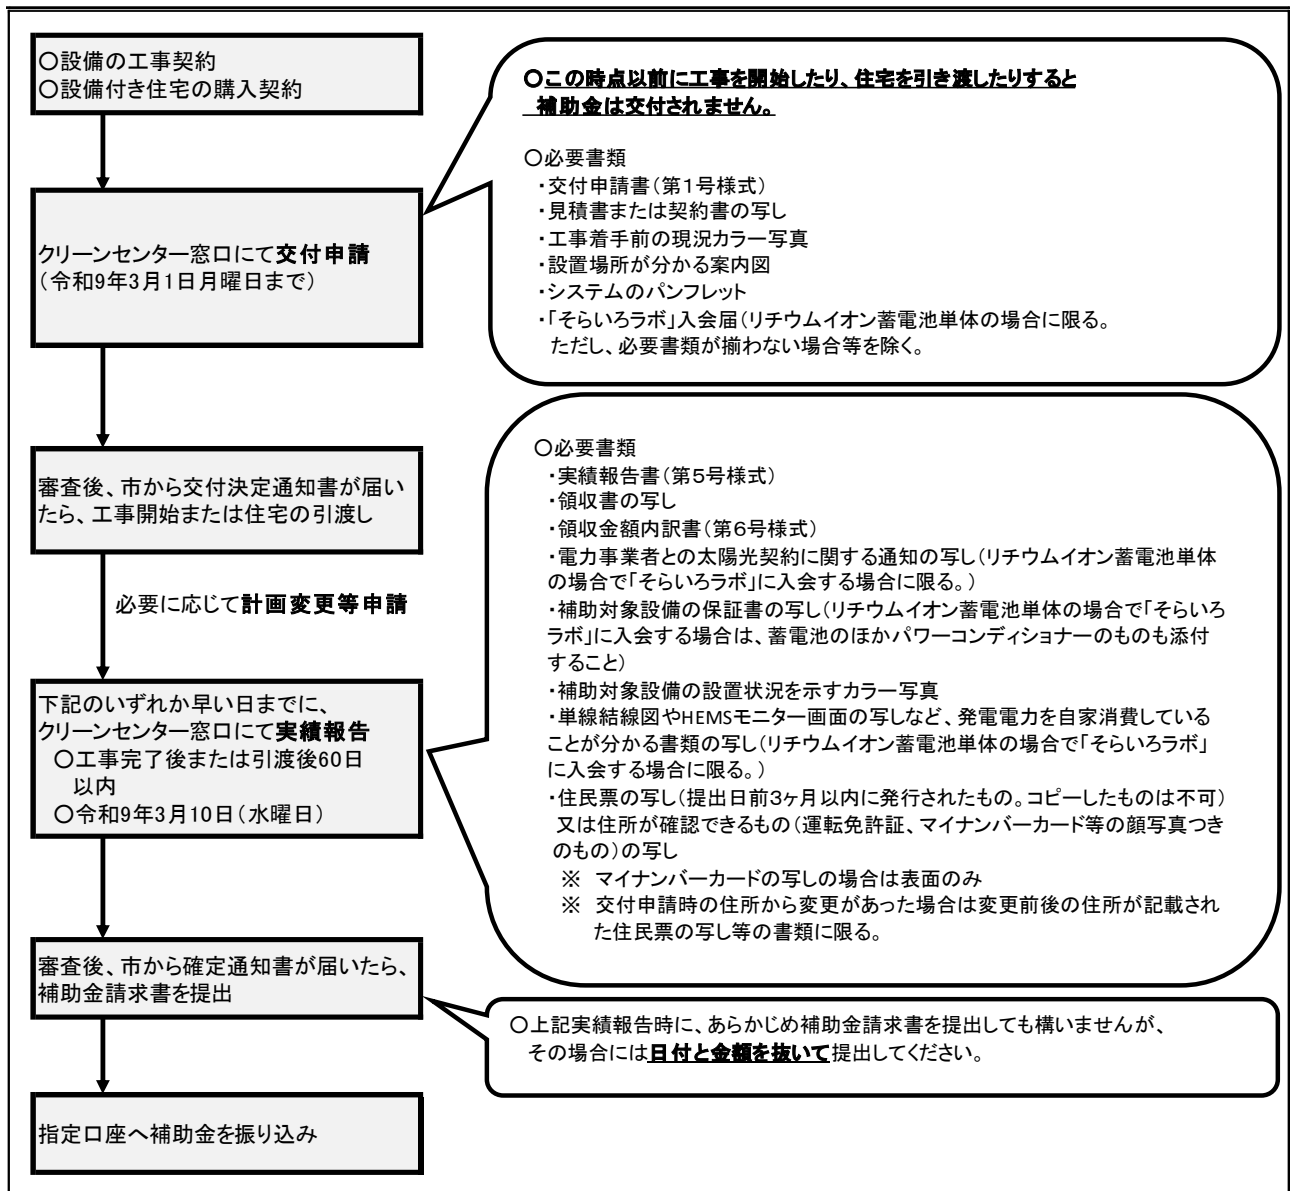 〇設備の工事契約
〇設備付き住宅の購入契約
〇この時点以前に工事を開始したり、住宅を引き渡したりすると
補助金は交付されません。
〇必要書類
・交付申請書（第１号様式）
・見積書または契約書の写し
・工事着手前の現況カラー写真
・設置場所が分かる案内図
・システムのパンフレット
・「そらいろラボ」入会届（リチウムイオン蓄電池単体の場合に限る。
ただし、必要書類が揃わない場合等を除く。
クリーンセンター窓口にて交付申請
（令和9年3月1日月曜日まで）
審査後、市から交付決定通知書が届い
たら、工事開始または住宅の引渡し
必要に応じて計画変更等申請
〇必要書類
・実績報告書（第５号様式）
・領収書の写し
・領収金額内訳書（第６号様式）
・電力事業者との太陽光契約に関する通知の写し（リチウムイオン蓄電池単体
の場合で「そらいろラボ」に入会する場合に限る。）
・補助対象設備の保証書の写し（リチウムイオン蓄電池単体の場合で「そらいろ
ラボ」に入会する場合は、蓄電池のほかパワーコンディショナーのものも添付
すること）
・補助対象設備の設置状況を示すカラー写真
・単線結線図やHEMSモニター画面の写しなど、発電電力を自家消費している
ことが分かる書類の写し（リチウムイオン蓄電池単体の場合で「そらいろラボ」
に入会する場合に限る。）
・住民票の写し（提出日前３ヶ月以内に発行されたもの。コピーしたものは不可）
又は住所が確認できるもの（運転免許証、マイナンバーカード等の顔写真つき
のもの）の写し
※　マイナンバーカードの写しの場合は表面のみ
※　交付申請時の住所から変更があった場合は変更前後の住所が記載され
た住民票の写し等の書類に限る。
下記のいずれか早い日までに、
クリーンセンター窓口にて実績報告
〇工事完了後または引渡後60日
以内
〇令和9年3月10日（水曜日）
審査後、市から確定通知書が届いたら、
補助金請求書を提出
〇上記実績報告時に、あらかじめ補助金請求書を提出しても構いませんが、
その場合には日付と金額を抜いて提出してください。
指定口座へ補助金を振り込み